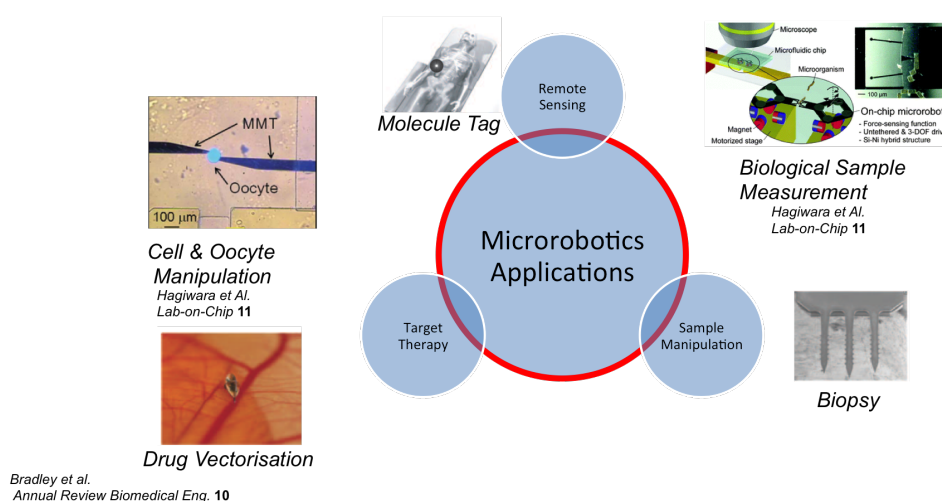 Remote
Sensing
Molecule Tag
Microscope
Microfluidic chip
Microorganism
100 µm
On-chip microrobo
- Force-sensing function
- Untethered & 3-DOF driv
- Si-Ni hybrid structure
Magnet
Motorized stage
Biological Sample
Measurement
Hagiwara et Al.
Lab-on-Chip 11
MMT
Oocyte
100 µm
Cell & Oocyte
Manipulation
Hagiwara et Al.
Lab-on-Chip 11
Microrobotics
Applications
Target
Therapy
Sample
Manipulation
Biopsy
Drug Vectorisation
Bradley et al.
Annual Review Biomedical Eng. 10